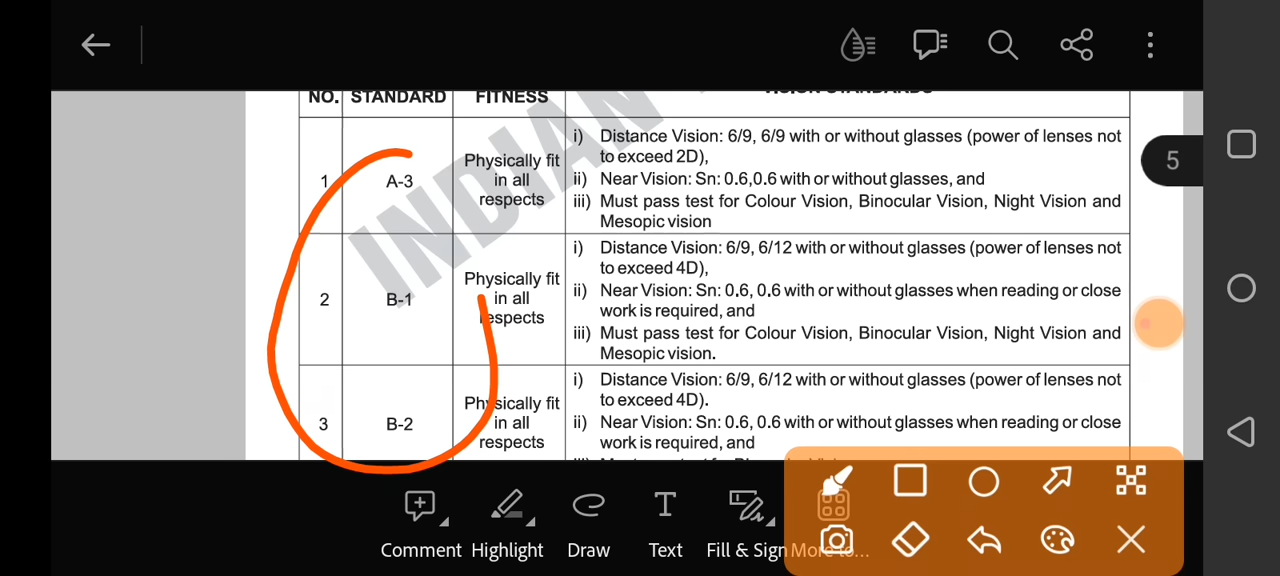 5
NO. STANDARD FITNESS
1 A-3 Physically fit in all respects
i) Distance Vision: 6/9, 6/9 with or without glasses (power of lenses not
to exceed 2D),
ii) Near Vision: Sn: 0.6,0.6 with or without glasses, and
iii) Must pass test for Colour Vision, Binocular Vision, Night Vision and
Mesopic vision
2 B-1 Physically fit in all respects
i) Distance Vision: 6/9, 6/12 with or without glasses (power of lenses not
to exceed 4D),
ii) Near Vision: Sn: 0.6, 0.6 with or without glasses when reading or close
work is required, and
iii) Must pass test for Colour Vision, Binocular Vision, Night Vision and
Mesopic vision.
3 B-2 Physically fit in all respects
i) Distance Vision: 6/9, 6/12 with or without glasses (power of lenses not
to exceed 4D).
ii) Near Vision: Sn: 0.6, 0.6 with or without glasses when reading or close
work is required, and
INDIAN
Comment Highlight Draw Text Fill & Sign More to...